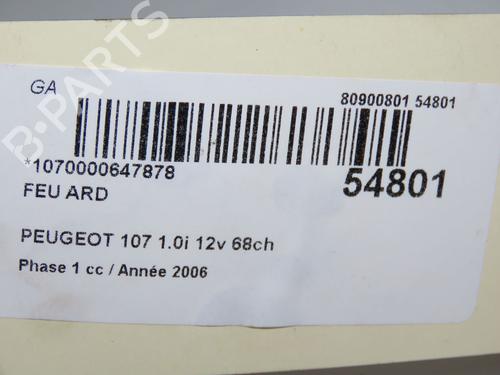 GA
80900801 54801
*1070000647878
54801
FEU ARD
PEUGEOT 107 1.0i 12v 68ch
Phase 1 cc / Année 2006
B-PARTS